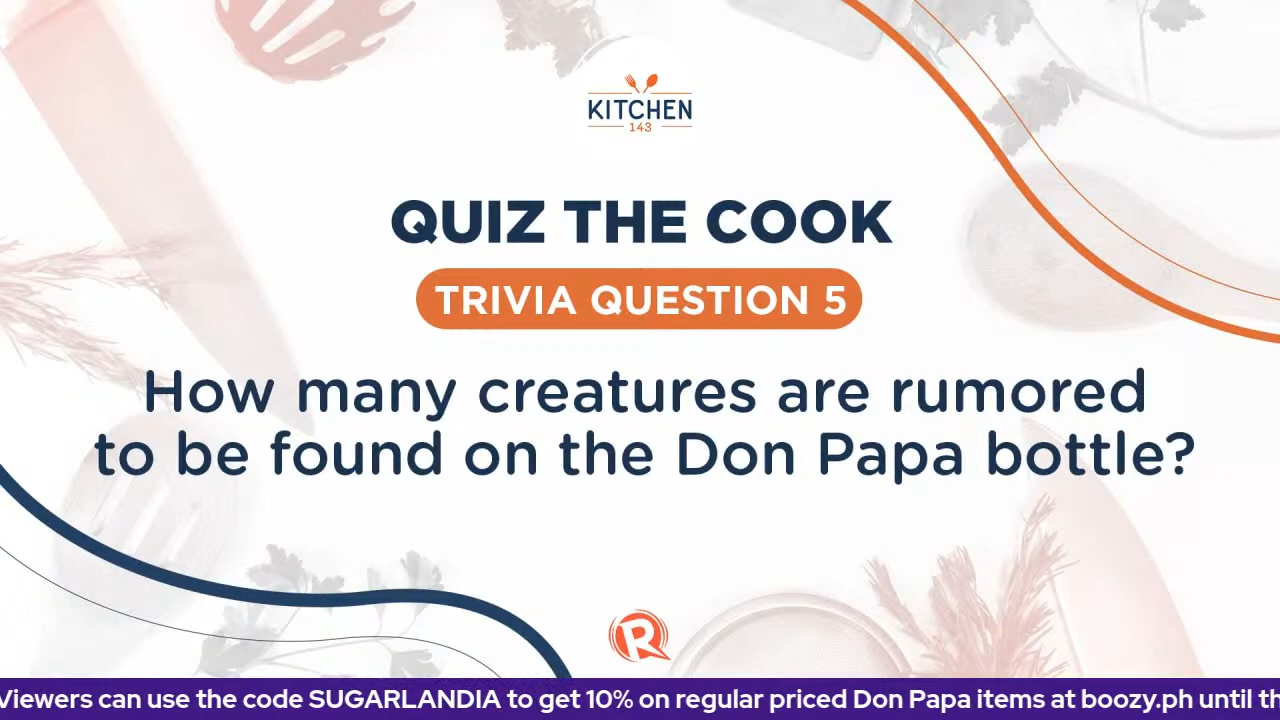 KITCHEN
143
QUIZ THE COOK
TRIVIA QUESTION 5
How many creatures are rumored
to be found on the Don Papa bottle?
R
Viewers can use the code SUGARLANDIA to get 10% on regular priced Don Papa items at boozy.ph until th